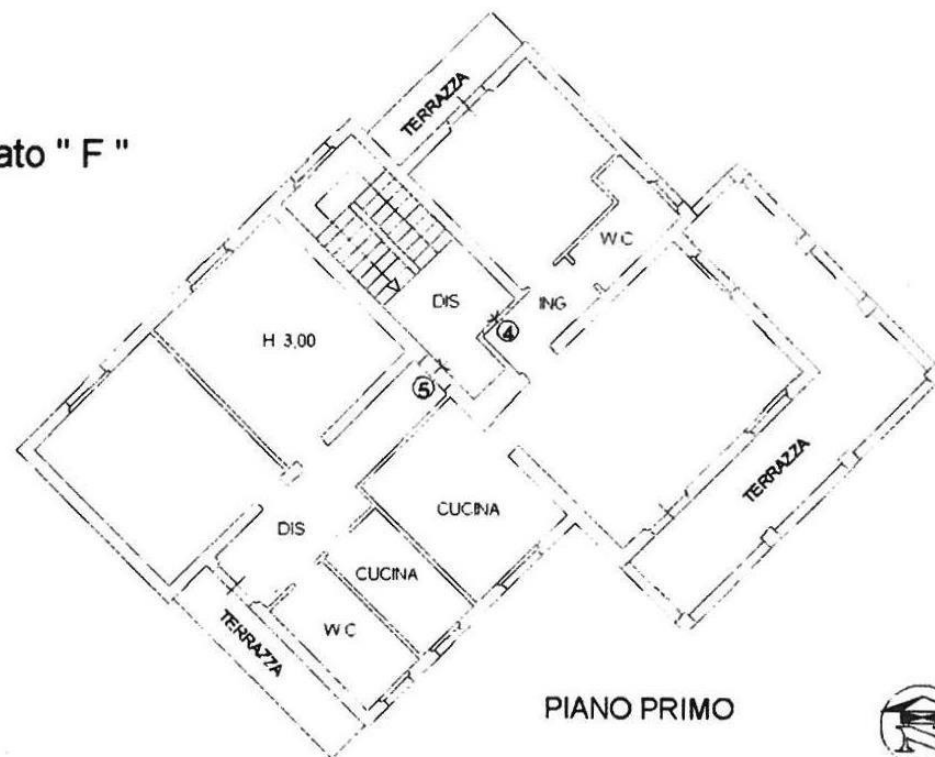 ato " F "
TERRAZZA
WC
DIS
ING
4
H 3,00
5
TERRAZZA
CUCINA
DIS
CUCINA
WC
TERRAZZA
PIANO PRIMO